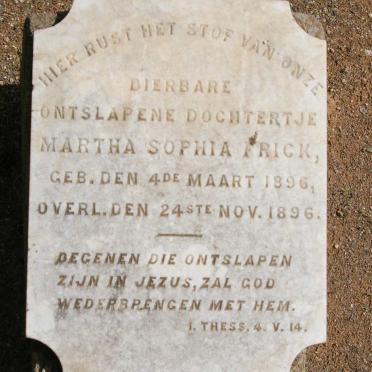 HIER RUST HET STOF VAN ONZE
DIERBARE
ONTSLAPENE DOCHTERTJE
MARTHA SOPHIA FRICK,
GEB. DEN 4DE MAART 1896,
OVERL. DEN 24STE NOV. 1896.
DEGENEN DIE ONTSLAPEN
ZIJN IN JEZUS, ZAL GOD
WEDERBRENGEN MET HEM.
I. THESS. 4. V. 14.